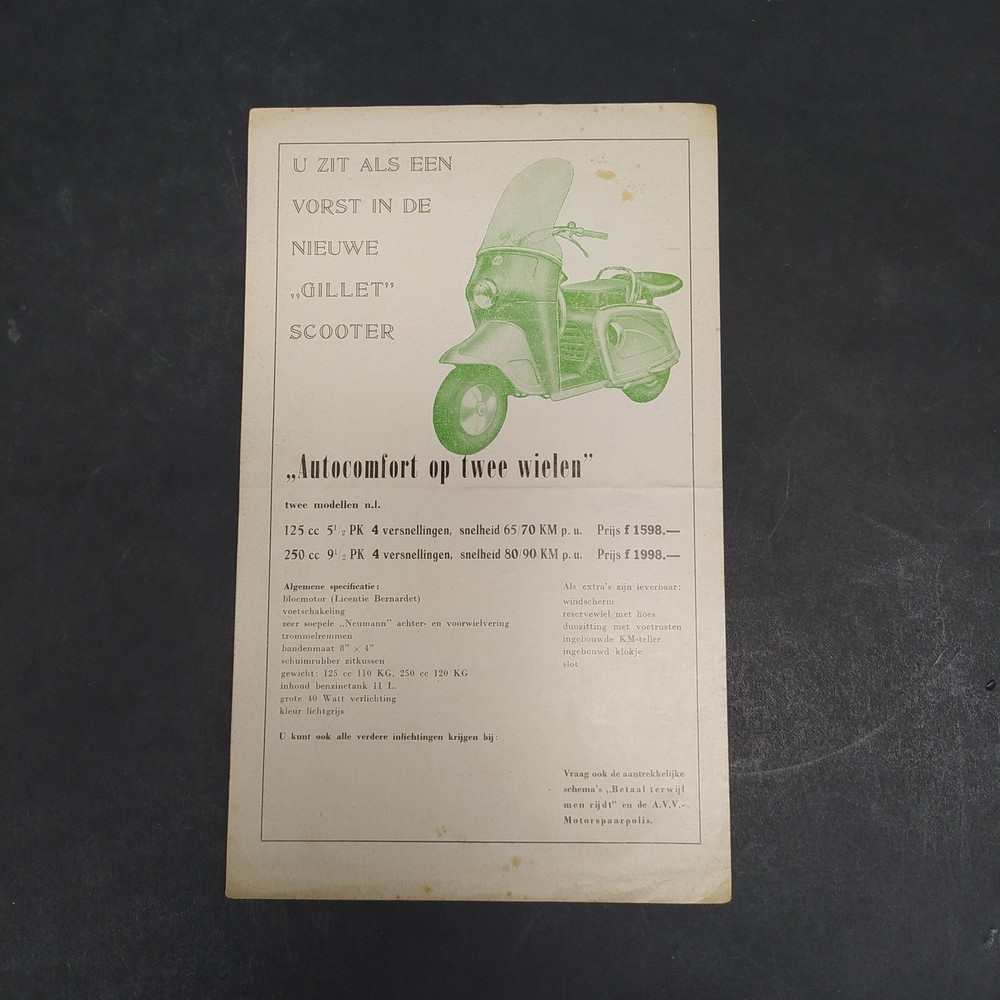 U ZIT ALS EEN
VORST IN DE
NIEUWE
„GILLET”
SCOOTER
„Autocomfort op twee wielen”
twee modellen n.l.
125 cc 5 1/2 PK 4 versnellingen, snelheid 65/70 KM p. u. Prijs f 1598.—
250 cc 9 1/2 PK 4 versnellingen, snelheid 80/90 KM p. u. Prijs f 1998.—
Algemene specificatie:
Blocmotor (Licentie Bernardet)
voetschakeling
zeer soepele „Neumann” achter- en voorwielvering
trommelremmen
bandenmaat 8” × 4”
schuimrubber zitkussen
gewicht: 125 cc 110 KG, 250 cc 120 KG
inhoud benzinetank 11 L.
grote 40 Watt verlichting
kleur lichtgrijs
Als extra's zijn leverbaar:
windscherm
reservewiel met hoes
duozitting met voetrusten
ingebouwde KM-teller
ingebouwd klokje
slot
U kunt ook alle verdere inlichtingen krijgen bij:
Vraag ook de aantrekkelijke
schema's „Betaal terwijl
men rijdt” en de A.V.V.-
Motorspaarpolis.